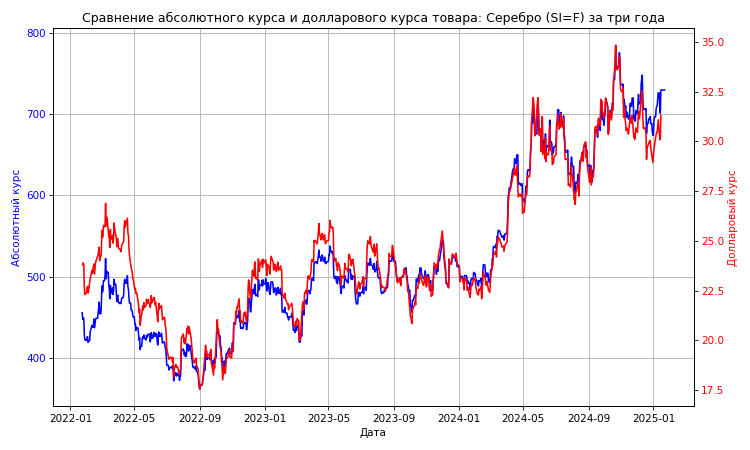 Сравнение абсолютного курса и долларового курса товара: Серебро (SI=F) за три года
800
700
600
500
400
Абсолютный курс
35.0
32.5
30.0
27.5
25.0
22.5
20.0
17.5
Долларовый курс
2022-01 2022-05 2022-09 2023-01 2023-05 2023-09 2024-01 2024-05 2024-09 2025-01
Дата